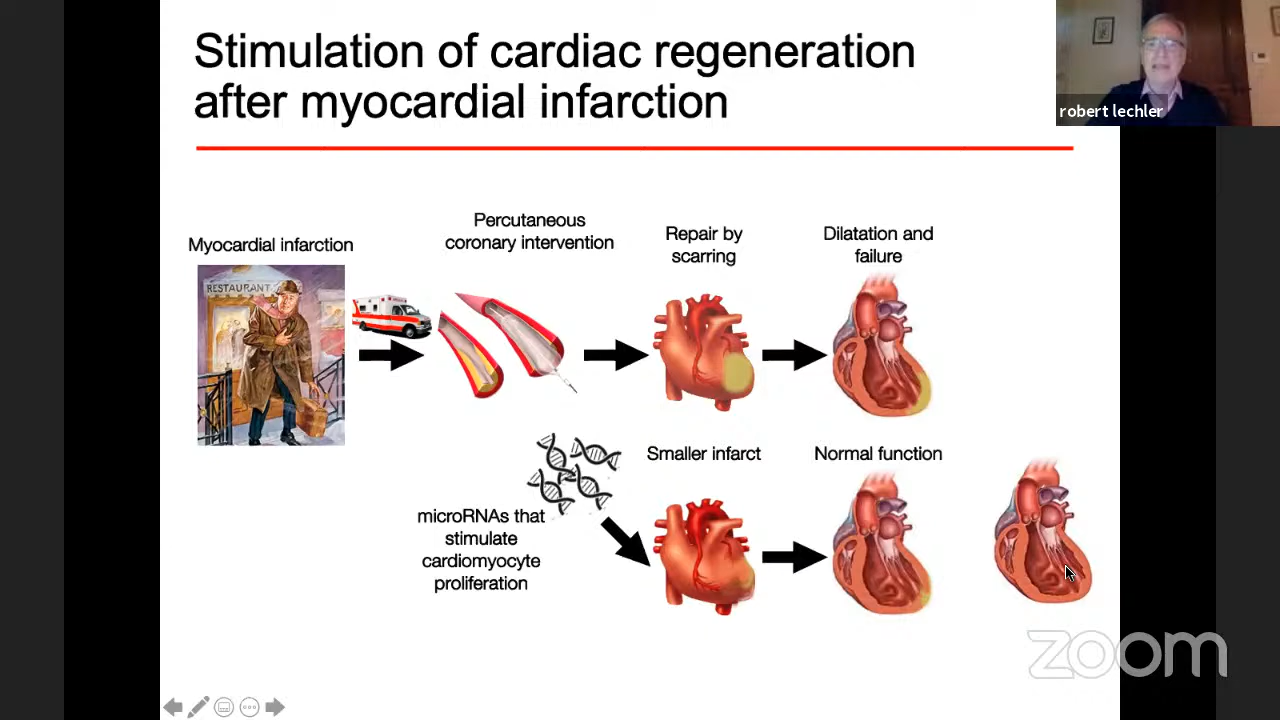 Stimulation of cardiac regeneration
after myocardial infarction
robert lechler
Myocardial infarction
Percutaneous
coronary intervention
Repair by
scarring
Dilatation and
failure
RESTAURANT
microRNAs that
stimulate
cardiomyocyte
proliferation
Smaller infarct
Normal function
zoom